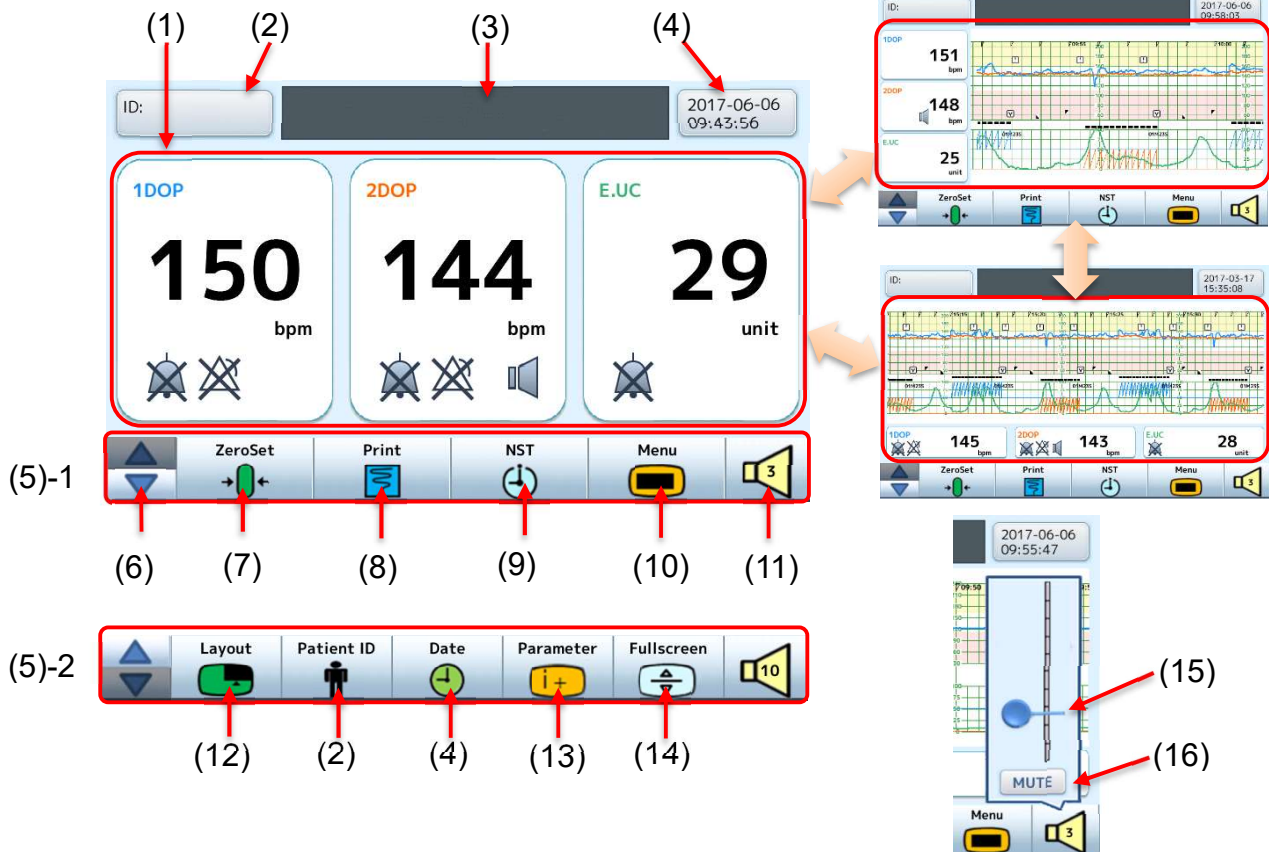 (1)
(2)
(3)
(4)
ID:
2017-06-06
09:43:56
1DOP
150
bpm
2DOP
144
bpm
E.UC
29
unit
(5)-1
ZeroSet
Print
NST
Menu
3
(6)
(7)
(8)
(9)
(10)
(11)
(5)-2
Layout
Patient ID
Date
Parameter
Fullscreen
i+
10
(12)
(2)
(4)
(13)
(14)
ID:
2017-06-06
09:58:03
1DOP
151
bpm
2DOP
148
bpm
E.UC
25
unit
ZeroSet
Print
NST
Menu
3
ID:
2017-03-17
15:35:08
1DOP
145
bpm
2DOP
143
bpm
E.UC
28
unit
ZeroSet
Print
NST
Menu
3
2017-06-06
09:55:47
09:50
(15)
(16)
MUTE
Menu
3